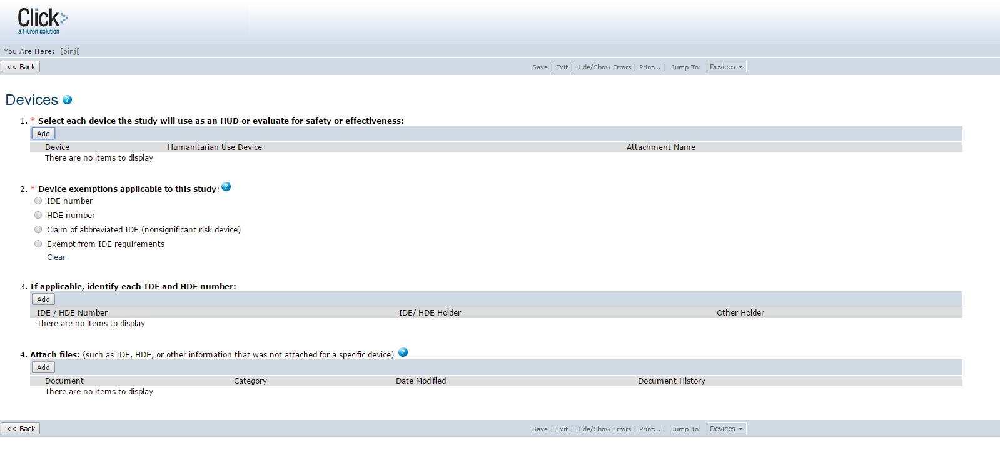 Click
a Huron solution
You Are Here: [oinj[
<< Back Save | Exit | Hide/Show Errors | Print... | Jump To: Devices
Devices ?
1. * Select each device the study will use as an HUD or evaluate for safety or effectiveness:
Add
Device Humanitarian Use Device Attachment Name
There are no items to display
2. * Device exemptions applicable to this study: ?
IDE number
HDE number
Claim of abbreviated IDE (nonsignificant risk device)
Exempt from IDE requirements
Clear
3. If applicable, identify each IDE and HDE number:
Add
IDE / HDE Number IDE/ HDE Holder Other Holder
There are no items to display
4. Attach files: (such as IDE, HDE, or other information that was not attached for a specific device) ?
Add
Document Category Date Modified Document History
There are no items to display
<< Back Save | Exit | Hide/Show Errors | Print... | Jump To: Devices